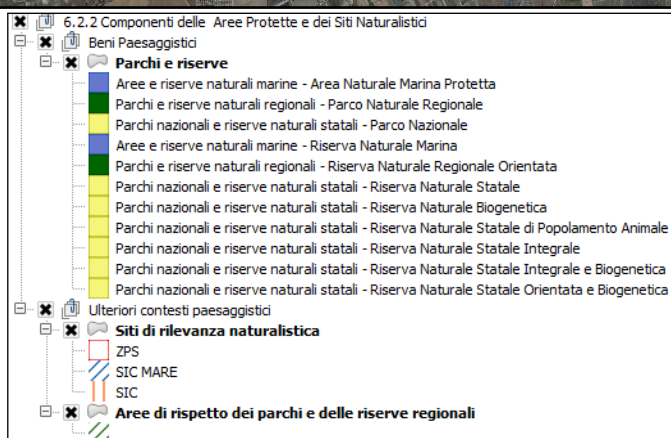 6.2.2 Componenti delle Aree Protette e dei Siti Naturalistici
Beni Paesaggistici
Parchi e riserve
Aree e riserve naturali marine - Area Naturale Marina Protetta
Parchi e riserve naturali regionali - Parco Naturale Regionale
Parchi nazionali e riserve naturali statali - Parco Nazionale
Aree e riserve naturali marine - Riserva Naturale Marina
Parchi e riserve naturali regionali - Riserva Naturale Regionale Orientata
Parchi nazionali e riserve naturali statali - Riserva Naturale Statale
Parchi nazionali e riserve naturali statali - Riserva Naturale Biogenetica
Parchi nazionali e riserve naturali statali - Riserva Naturale Statale di Popolamento Animale
Parchi nazionali e riserve naturali statali - Riserva Naturale Statale Integrale
Parchi nazionali e riserve naturali statali - Riserva Naturale Statale Integrale e Biogenetica
Parchi nazionali e riserve naturali statali - Riserva Naturale Statale Orientata e Biogenetica
Ulteriori contesti paesaggistici
Siti di rilevanza naturalistica
ZPS
SIC MARE
SIC
Aree di rispetto dei parchi e delle riserve regionali